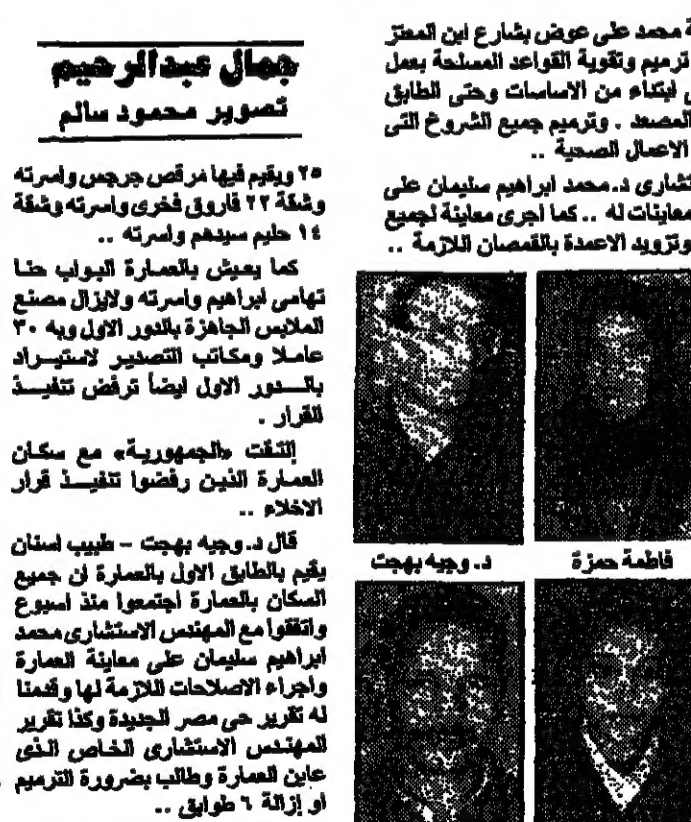 ة محمد على عوض بشارع ابن المعتز
ترميم وتقوية القواعد المسلحة بعمل
ابتداء من الاساسات وحتى الطابق
المصعد . وترميم جميع الشروخ التى
الاعمال الصحية ..
تشارى د. محمد ابراهيم سليمان على
معاينات له .. كما اجرى معاينة لجميع
وتزويد الاعمدة بالقمصان اللازمة ..
فاطمة حمزة
د. وجيه بهجت
جمال عبدالرحيم
تصوير محمود سالم
٢٥ ويقيم فيها مرقص جرجس واسرته
وشقة ٢٢ فاروق فخرى واسرته وشقة
١٤ حليم سيدهم واسرته ..
كما يعيش بالعمارة البواب حنا
تهامى ابراهيم واسرته ولايزال مصنع
الملابس الجاهزة بالدور الاول وبه ٣٠
عاملا ومكاتب التصدير لاستيراد
بالدور الاول ايضا ترفض تنفيذ
القرار .
التقت «الجمهورية» مع سكان
العمارة الذين رفضوا تنفيذ قرار
الاخلاء ..
قال د. وجيه بهجت – طبيب اسنان
يقيم بالطابق الاول بالعمارة ان جميع
السكان بالعمارة اجتمعوا منذ اسبوع
واتفقوا مع المهندس الاستشارى محمد
ابراهيم سليمان على معاينة العمارة
واجراء الاصلاحات اللازمة لها وقدمنا
له تقرير حى مصر الجديدة وكذا تقرير
المهندس الاستشارى الخاص الذى
عاين العمارة وطالب بضرورة الترميم
او إزالة ٦ طوابق ..